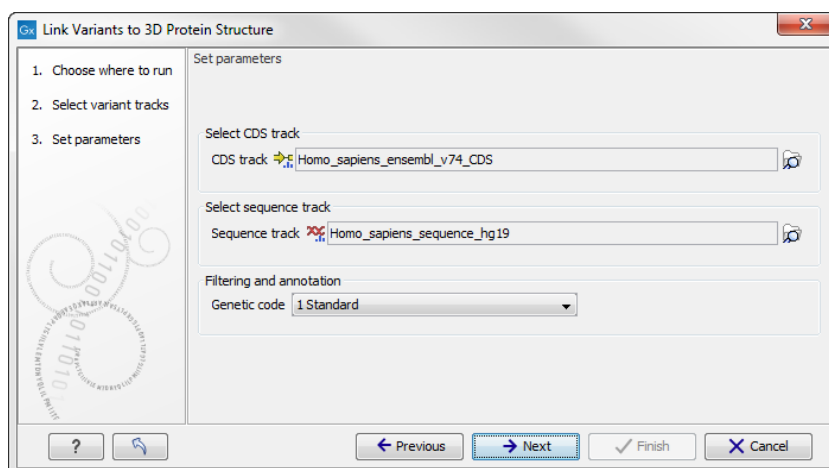 Gx Link Variants to 3D Protein Structure
1. Choose where to run
2. Select variant tracks
3. Set parameters
Set parameters
Select CDS track
CDS track Homo_sapiens_ensembl_v74_CDS
Select sequence track
Sequence track Homo_sapiens_sequence_hg19
Filtering and annotation
Genetic code 1 Standard
? Previous Next Finish Cancel